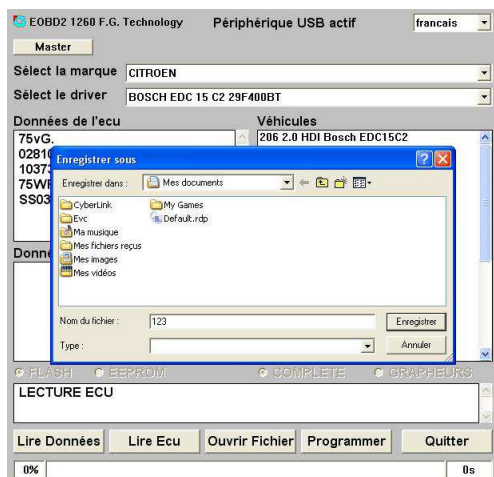 EOBD2 1260 F.G. Technology Périphérique USB actif francais
Master
Sélect la marque CITROEN
Sélect le driver BOSCH EDC 15 C2 29F400BT
Données de l'ecu Véhicules
75vG. 206 2.0 HDI Bosch EDC15C2
Enregistrer sous
Enregistrer dans : Mes documents
CyberLink My Games
Evc Default.rdp
Ma musique
Mes fichiers reçus
Mes images
Mes vidéos
Nom du fichier : 123 Enregistrer
Type : Annuler
FLASH EEPROM COMPLETE GRAPHEURS
LECTURE ECU
Lire Données Lire Ecu Ouvrir Fichier Programmer Quitter
0% 0s